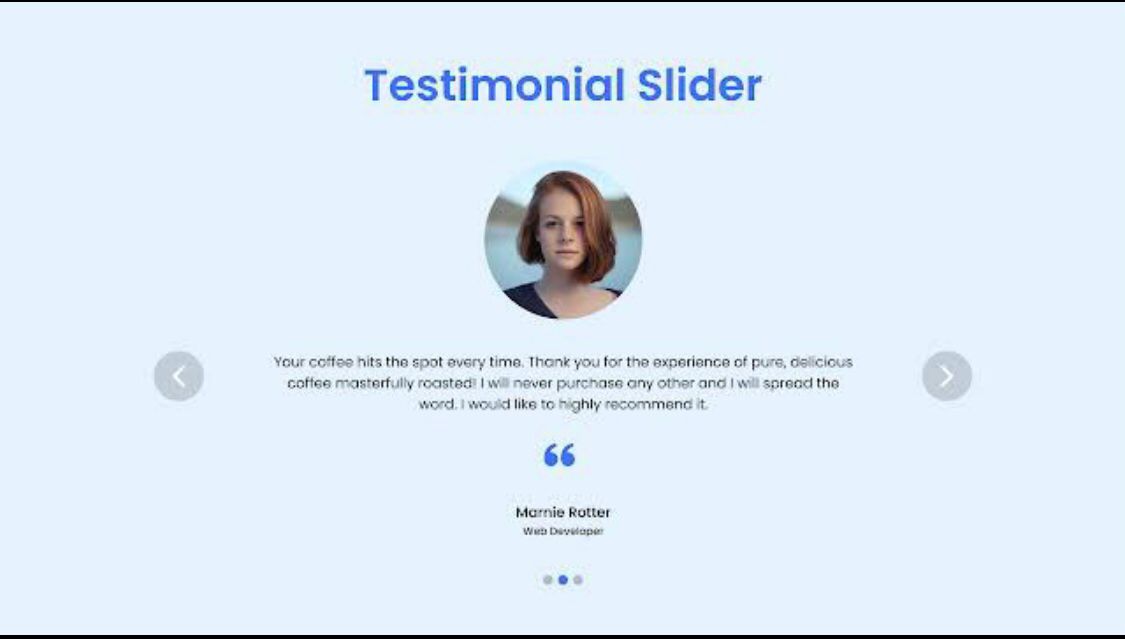 Testimonial Slider
Your coffee hits the spot every time. Thank you for the experience of pure, delicious
coffee masterfully roasted! I will never purchase any other and I will spread the
word. I would like to highly recommend it.
“
Marnie Rotter
Web Developer